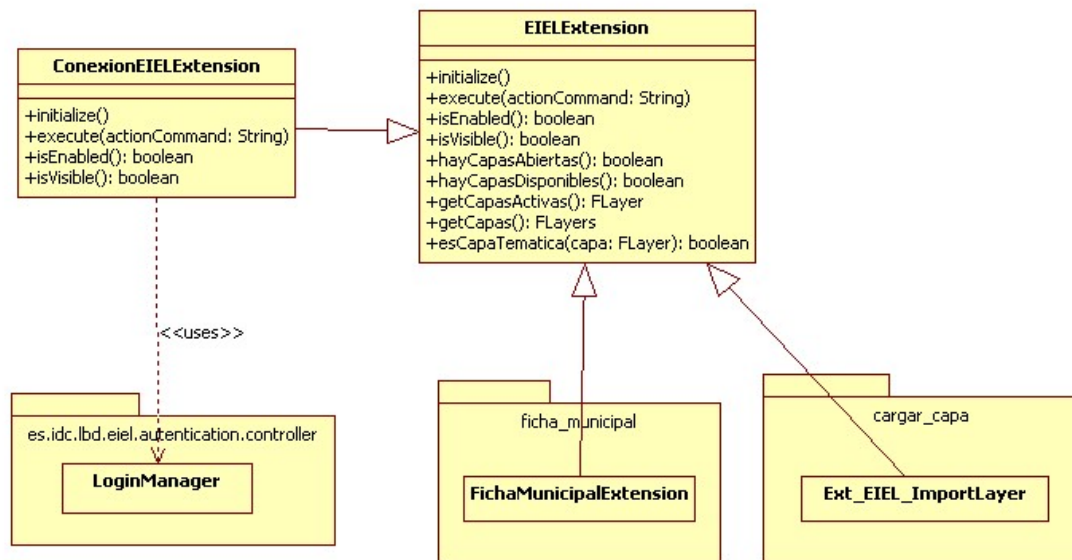 EIELExtension
+initialize()
+execute(actionCommand: String)
+isEnabled(): boolean
+isVisible(): boolean
+hayCapasAbiertas(): boolean
+hayCapasDisponibles(): boolean
+getCapasActivas(): FLayer
+getCapas(): FLayers
+esCapaTematica(capa: FLayer): boolean
ConexionEIELExtension
+initialize()
+execute(actionCommand: String)
+isEnabled(): boolean
+isVisible(): boolean
<<uses>>
es.idc.lbd.eiel.autentication.controller
LoginManager
ficha_municipal
FichaMunicipalExtension
cargar_capa
Ext_EIEL_ImportLayer